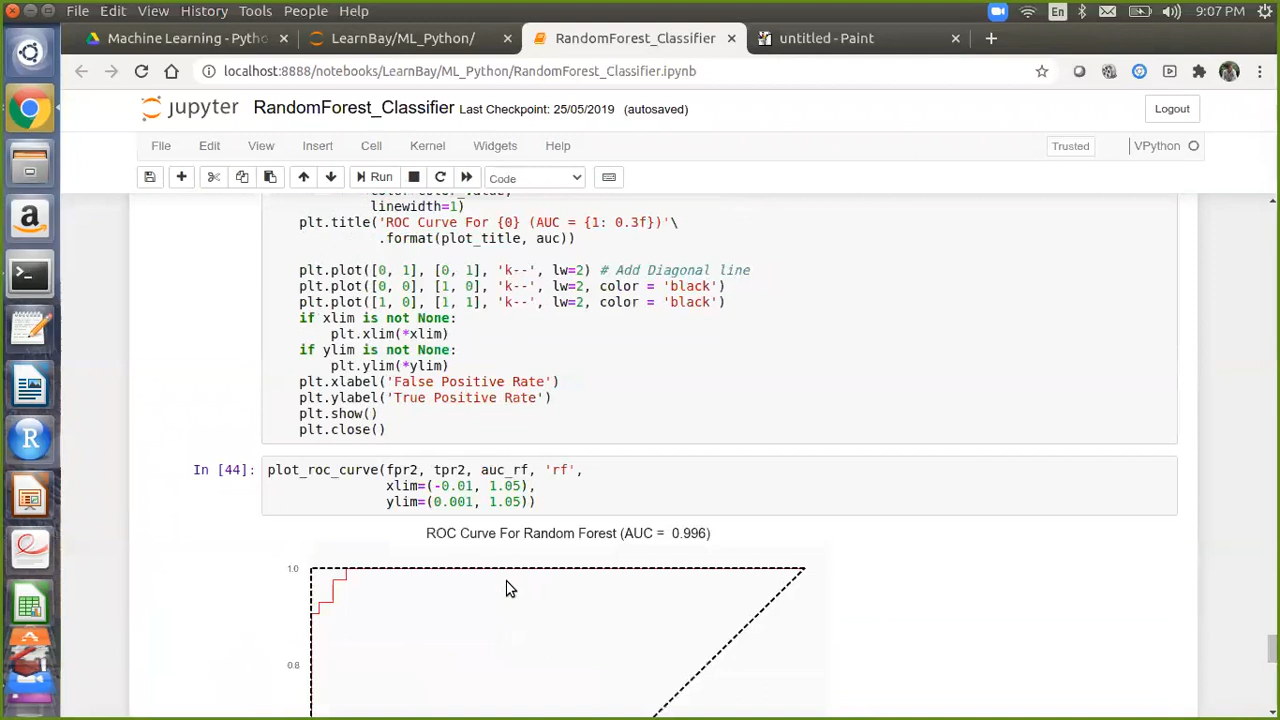 File Edit View History Tools People Help En 9:07 PM
Machine Learning - Pytho LearnBay/ML_Python/ RandomForest_Classifier untitled - Paint
localhost:8888/notebooks/LearnBay/ML_Python/RandomForest_Classifier.ipynb
jupyter RandomForest_Classifier Last Checkpoint: 25/05/2019 (autosaved) Logout
File Edit View Insert Cell Kernel Widgets Help Trusted VPython
Run Code
linewidth=1)
plt.title('ROC Curve For {0} (AUC = {1: 0.3f})'\
.format(plot_title, auc))
plt.plot([0, 1], [0, 1], 'k--', lw=2) # Add Diagonal line
plt.plot([0, 0], [1, 0], 'k--', lw=2, color = 'black')
plt.plot([1, 0], [1, 1], 'k--', lw=2, color = 'black')
if xlim is not None:
plt.xlim(*xlim)
if ylim is not None:
plt.ylim(*ylim)
plt.xlabel('False Positive Rate')
plt.ylabel('True Positive Rate')
plt.show()
plt.close()
In [44]: plot_roc_curve(fpr2, tpr2, auc_rf, 'rf',
xlim=(-0.01, 1.05),
ylim=(0.001, 1.05))
ROC Curve For Random Forest (AUC = 0.996)
1.0
0.8